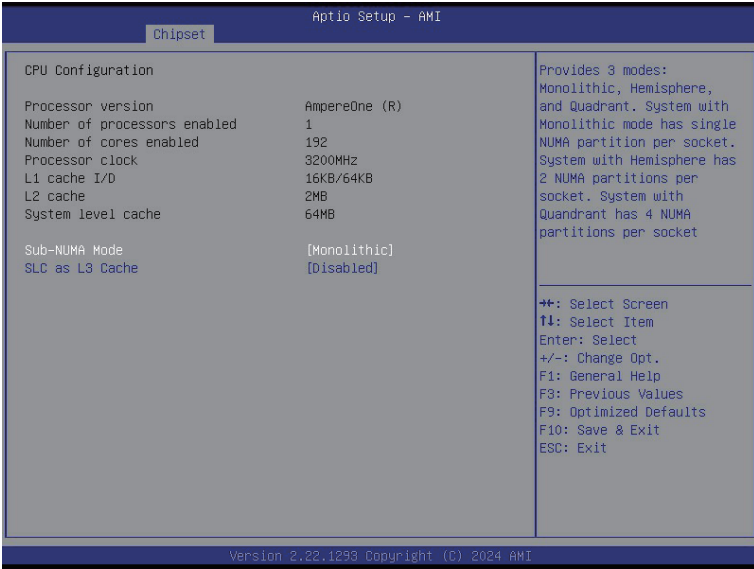 Aptio Setup - AMI
Chipset
CPU Configuration
Processor version AmpereOne (R)
Number of processors enabled 1
Number of cores enabled 192
Processor clock 3200MHz
L1 cache I/D 16KB/64KB
L2 cache 2MB
System level cache 64MB
Sub-NUMA Mode [Monolithic]
SLC as L3 Cache [Disabled]
Provides 3 modes:
Monolithic, Hemisphere,
and Quadrant. System with
Monolithic mode has single
NUMA partition per socket.
System with Hemisphere has
2 NUMA partitions per
socket. System with
Quandrant has 4 NUMA
partitions per socket
→←: Select Screen
↑↓: Select Item
Enter: Select
+/-: Change Opt.
F1: General Help
F3: Previous Values
F9: Optimized Defaults
F10: Save & Exit
ESC: Exit
Version 2.22.1293 Copyright (C) 2024 AMI